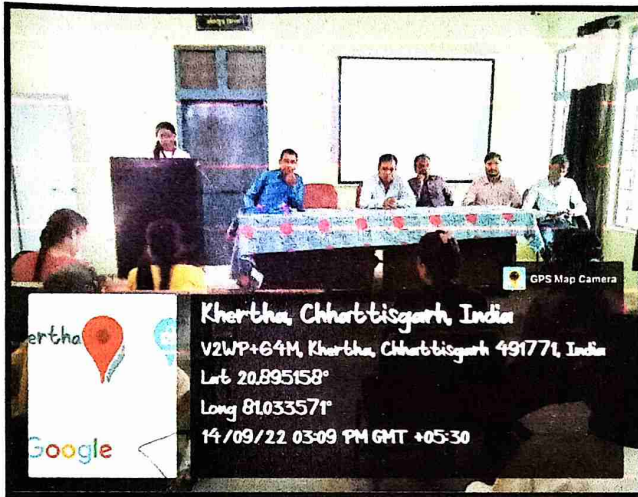 GPS Map Camera
Khertha, Chhattisgarh, India
V2WP+64M, Khertha, Chhattisgarh 491771, India
Lat 20.895158°
Long 81.033571°
14/09/22 03:09 PM GMT +05:30
ertha
Google